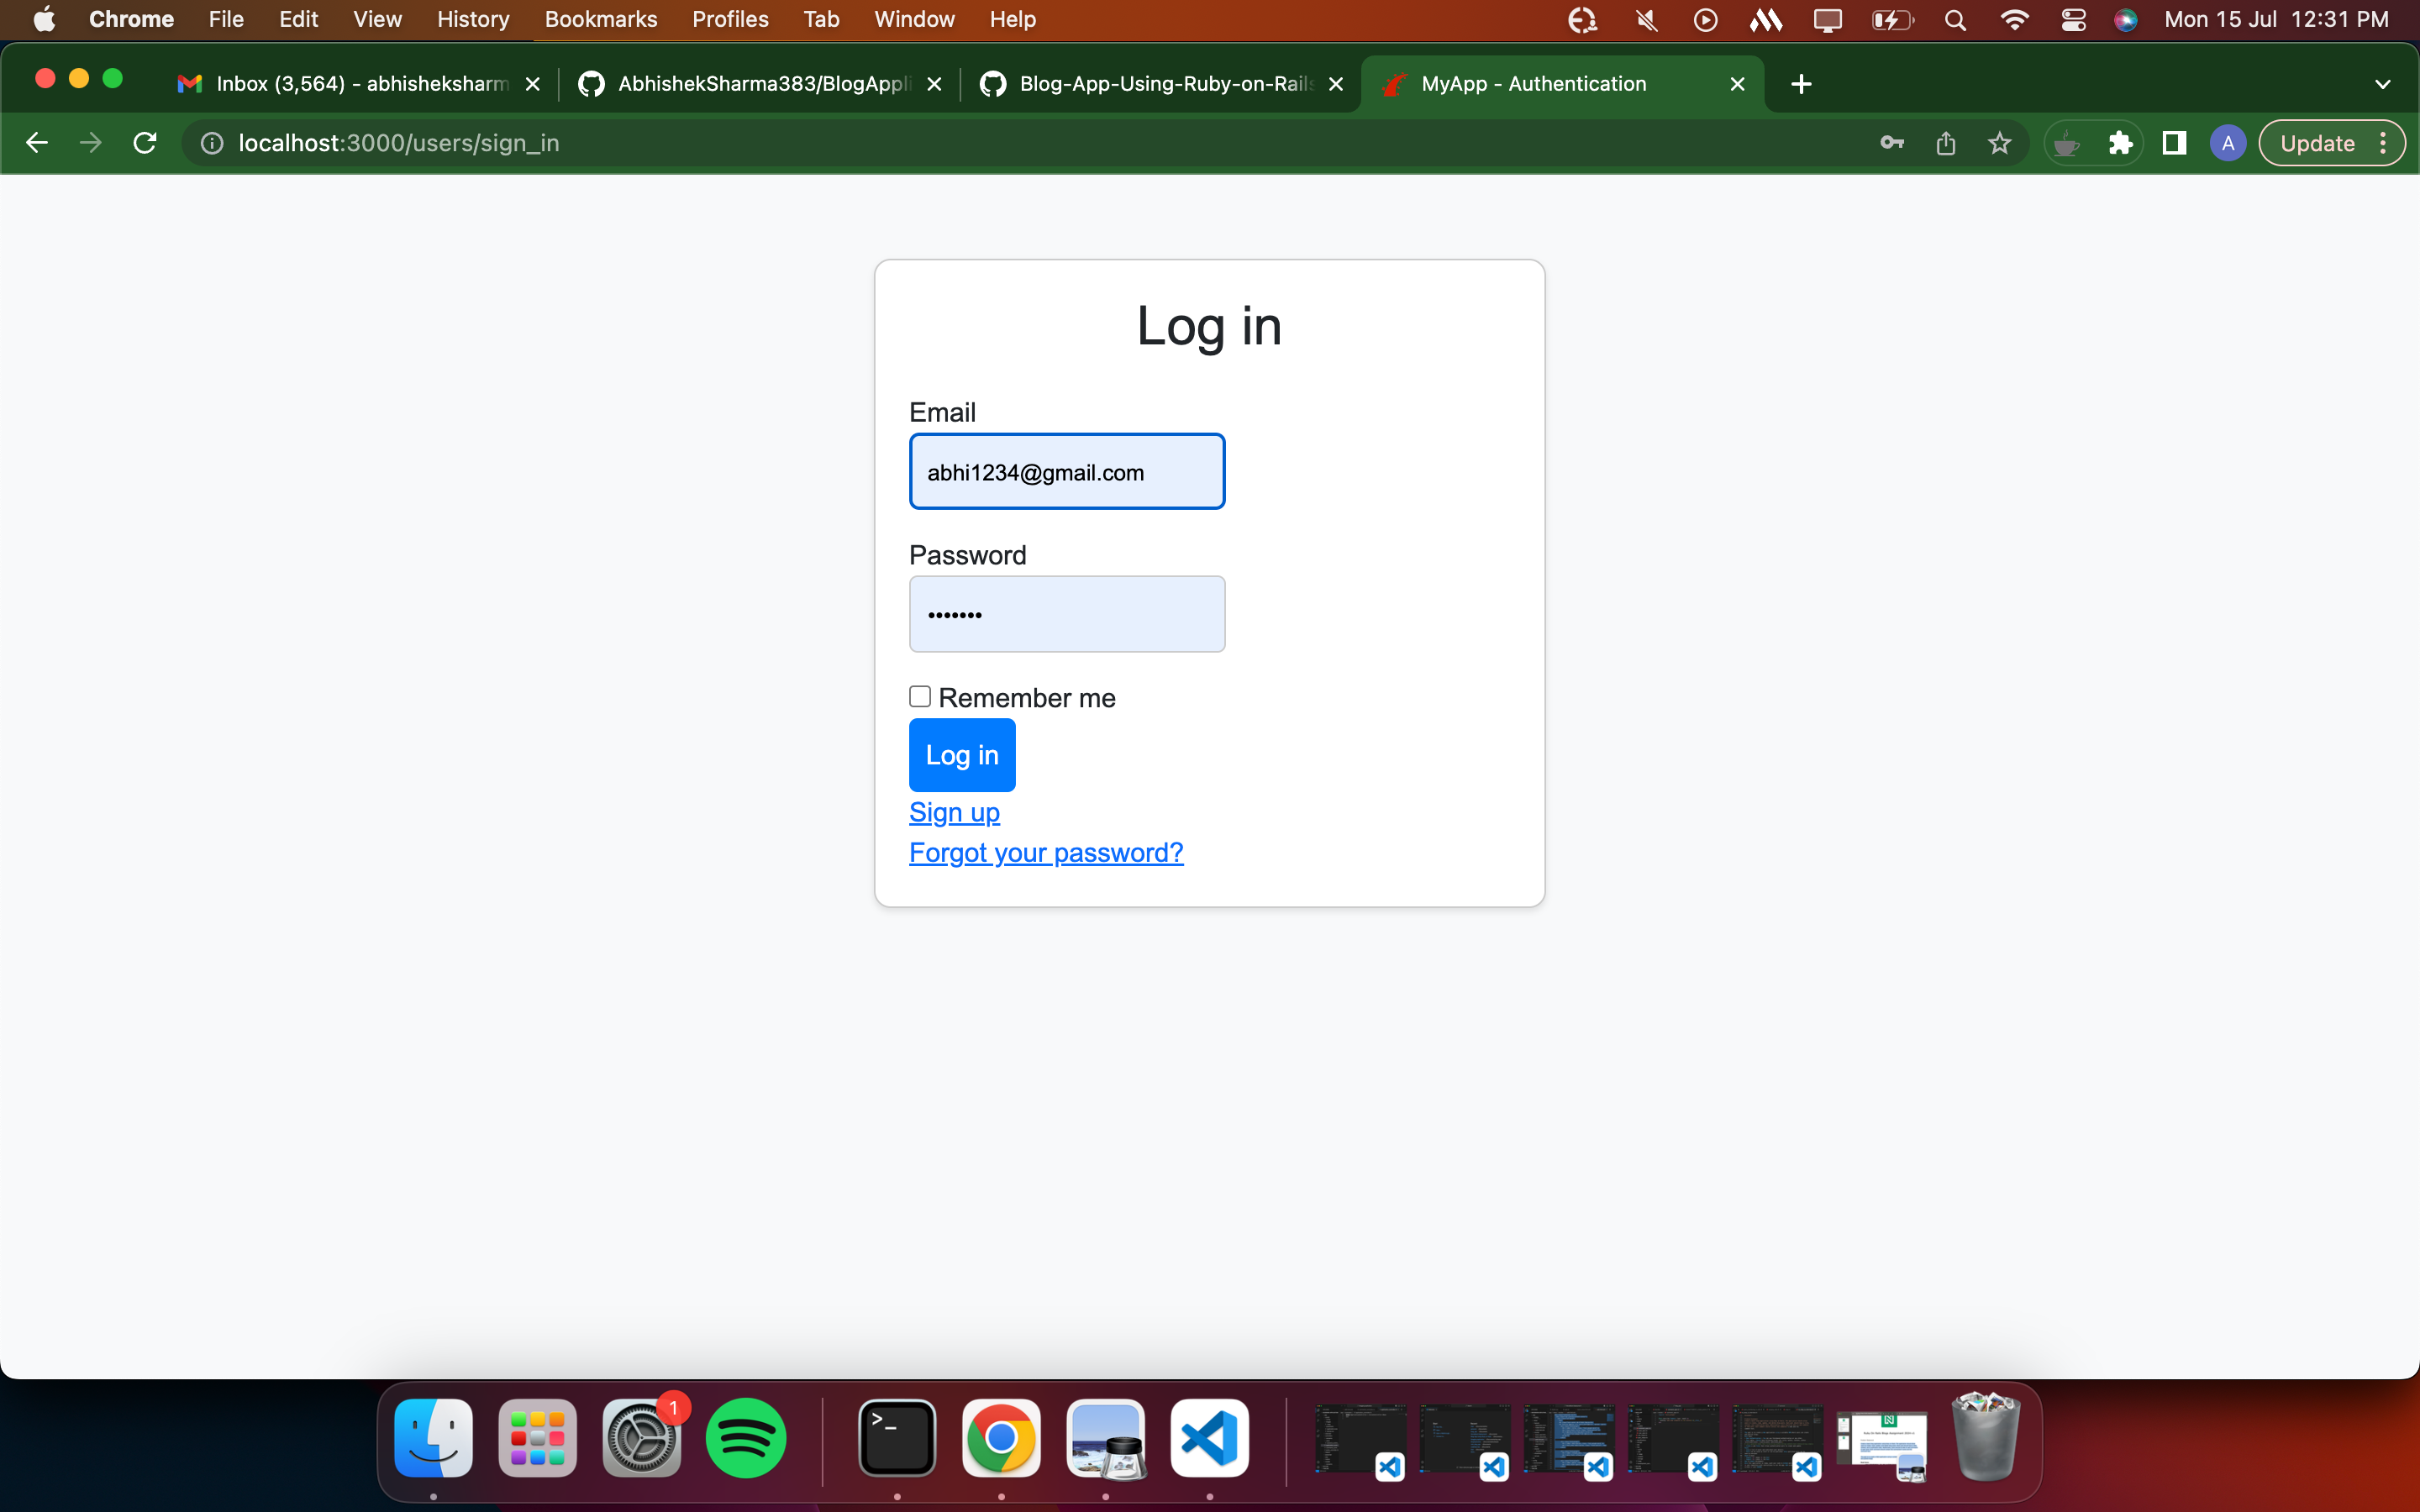 Chrome File Edit View History Bookmarks Profiles Tab Window Help Mon 15 Jul 12:31 PM
Inbox (3,564) - abhisheksharm AbhishekSharma383/BlogAppli Blog-App-Using-Ruby-on-Rails MyApp - Authentication
localhost:3000/users/sign_in A Update
Log in
Email
abhi1234@gmail.com
Password
•••••••
Remember me
Log in
Sign up
Forgot your password?
1